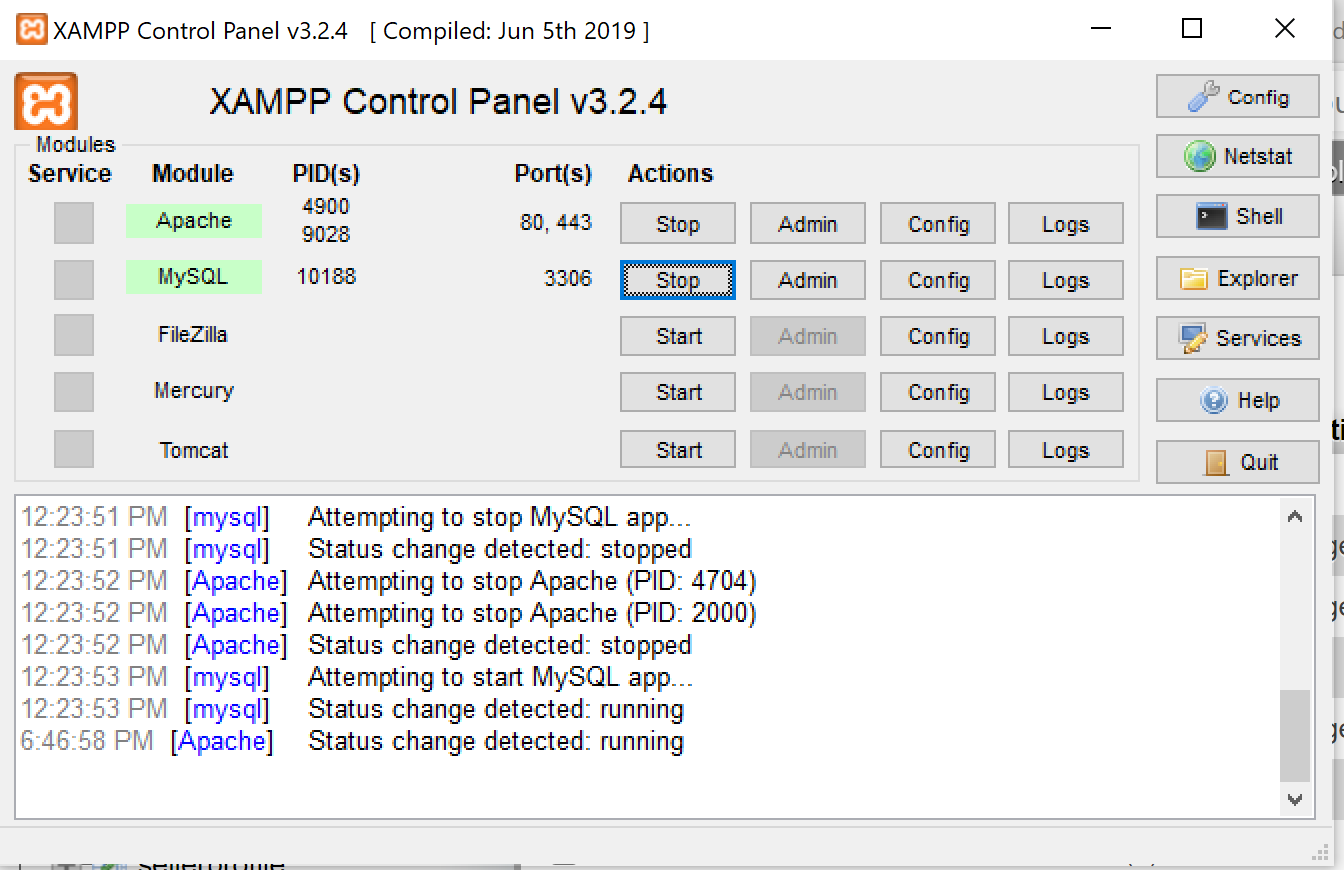 XAMPP Control Panel v3.2.4 [ Compiled: Jun 5th 2019 ]
XAMPP Control Panel v3.2.4
Config
Modules
Service Module PID(s) Port(s) Actions
Netstat
Apache 4900 9028 80, 443 Stop Admin Config Logs
Shell
MySQL 10188 3306 Stop Admin Config Logs
Explorer
FileZilla Start Admin Config Logs
Services
Mercury Start Admin Config Logs
Help
Tomcat Start Admin Config Logs
Quit
12:23:51 PM [mysql] Attempting to stop MySQL app...
12:23:51 PM [mysql] Status change detected: stopped
12:23:52 PM [Apache] Attempting to stop Apache (PID: 4704)
12:23:52 PM [Apache] Attempting to stop Apache (PID: 2000)
12:23:52 PM [Apache] Status change detected: stopped
12:23:53 PM [mysql] Attempting to start MySQL app...
12:23:53 PM [mysql] Status change detected: running
6:46:58 PM [Apache] Status change detected: running